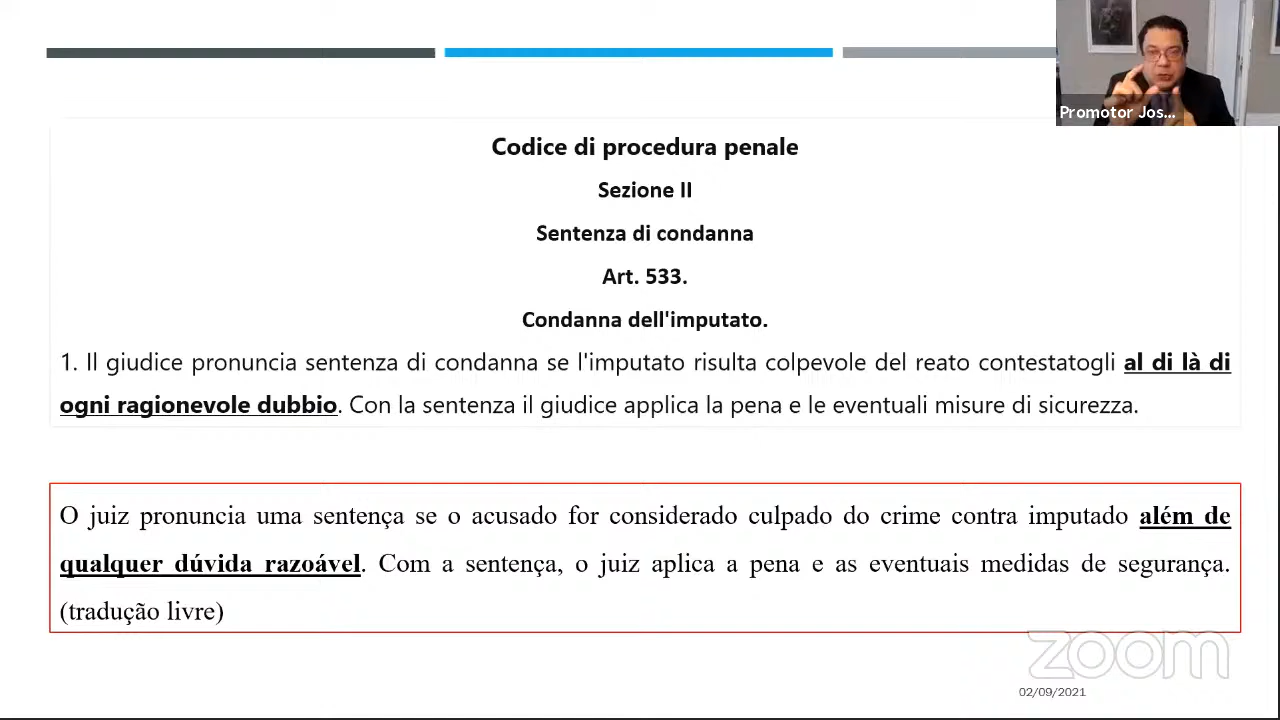 Promotor Jos...
Codice di procedura penale
Sezione II
Sentenza di condanna
Art. 533.
Condanna dell'imputato.
1. Il giudice pronuncia sentenza di condanna se l'imputato risulta colpevole del reato contestatogli al di là di
ogni ragionevole dubbio. Con la sentenza il giudice applica la pena e le eventuali misure di sicurezza.
O juiz pronuncia uma sentença se o acusado for considerado culpado do crime contra imputado além de
qualquer dúvida razoável. Com a sentença, o juiz aplica a pena e as eventuais medidas de segurança.
(tradução livre)
zoom
02/09/2021